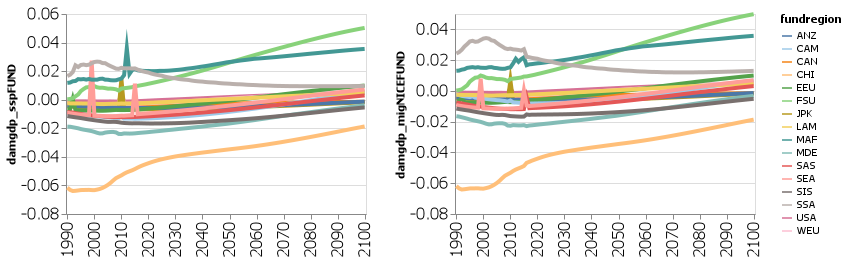 damgdp_sspFUND
0.06
0.04
0.02
0.00
-0.02
-0.04
-0.06
-0.08
1990
2000
2010
2020
2030
2040
2050
2060
2070
2080
2090
2100
damgdp_migNICEFUND
0.04
0.02
0.00
-0.02
-0.04
-0.06
-0.08
1990
2000
2010
2020
2030
2040
2050
2060
2070
2080
2090
2100
fundregion
ANZ
CAM
CAN
CHI
EEU
FSU
JPK
LAM
MAF
MDE
SAS
SEA
SIS
SSA
USA
WEU